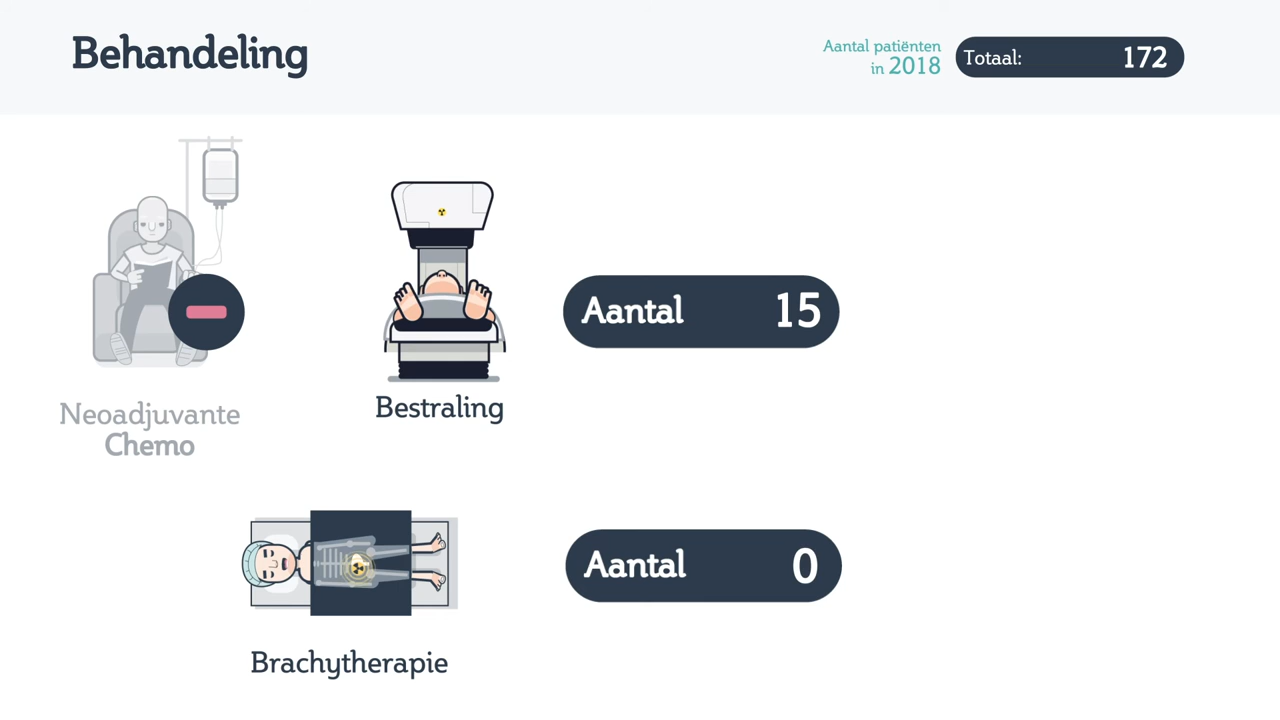 Behandeling
Aantal patiënten
in 2018
Totaal: 172
Neoadjuvante
Chemo
Bestraling
Aantal 15
Brachytherapie
Aantal 0